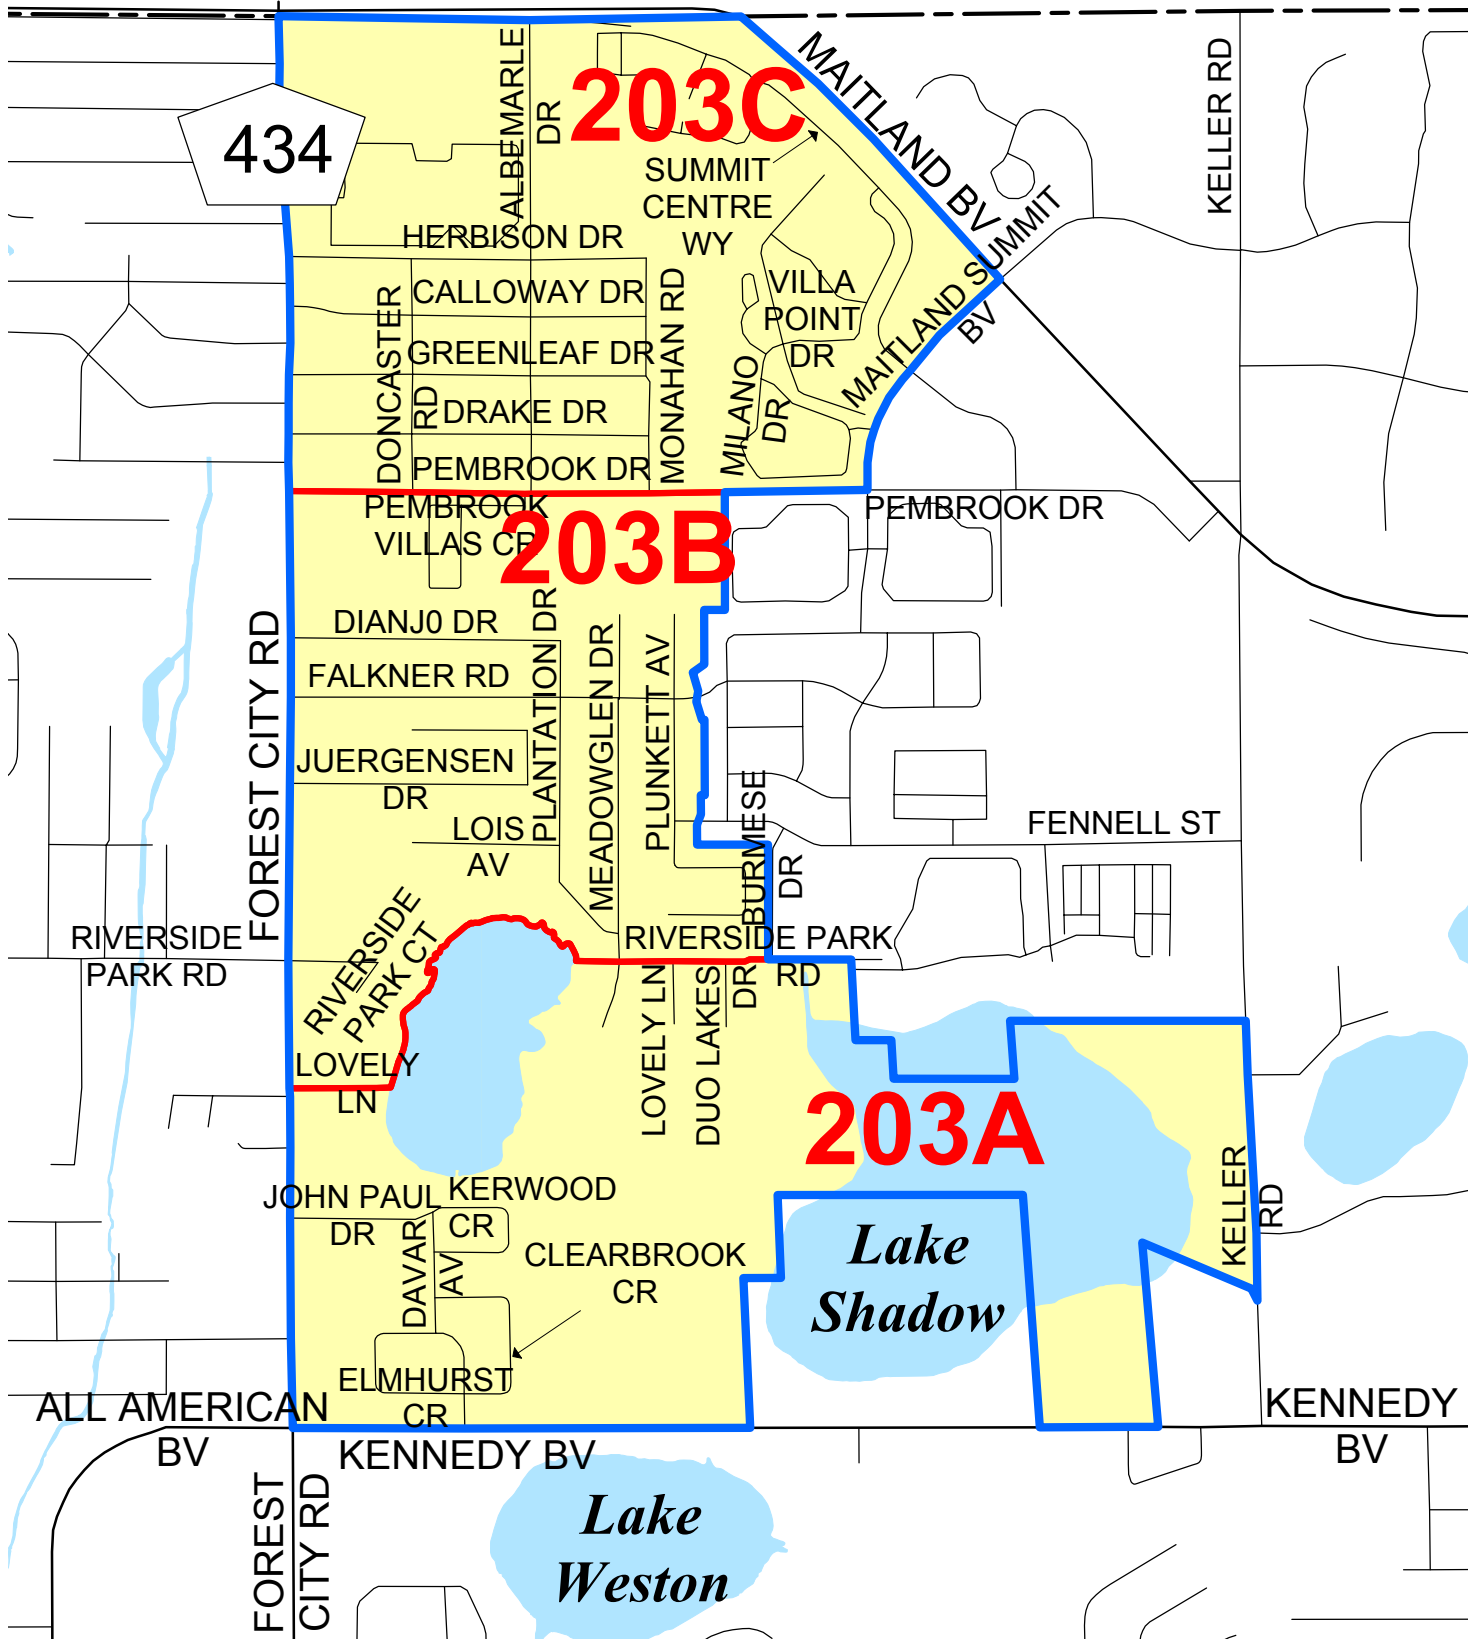 MAITLAND BV
KELLER RD
ALBEMARLE
DR
203C
434
SUMMIT
CENTRE
WY
HERBISON DR
MAITLAND SUMMIT
BV
CALLOWAY DR
VILLA
POINT
DR
DONCASTER
RD
MONAHAN RD
GREENLEAF DR
DRAKE DR
MILANO
DR
PEMBROOK DR
PEMBROOK
VILLAS CR
203B
PEMBROOK DR
DIANJ0 DR
FALKNER RD
FOREST CITY RD
PLANTATION DR
MEADOWGLEN DR
PLUNKETT AV
JUERGENSEN
DR
LOIS
AV
BURMESE
DR
FENNELL ST
RIVERSIDE
PARK RD
RIVERSIDE
PARK CT
RIVERSIDE PARK
RD
LOVELY
LN
LOVELY LN
DUO LAKES
DR
203A
JOHN PAUL
DR
KERWOOD
CR
DAVAR
AV
CLEARBROOK
CR
KELLER
RD
Lake
Shadow
ELMHURST
CR
ALL AMERICAN
BV
KENNEDY BV
KENNEDY
BV
FOREST
CITY RD
Lake
Weston